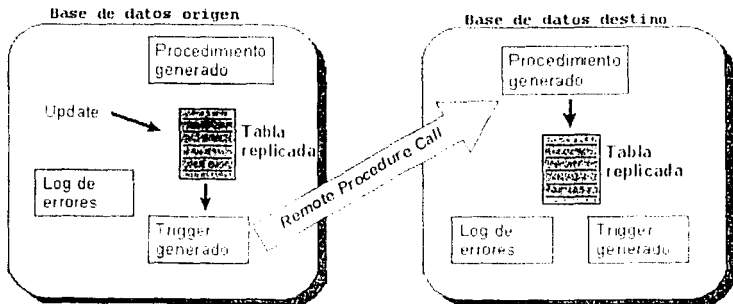 Base de datos origen
Procedimiento
generado
Update
Tabla
replicada
Log de
errores
Trigger
generado
Remote Procedure Call
Base de datos destino
Procedimiento
generado
Tabla
replicada
Log de
errores
Trigger
generado